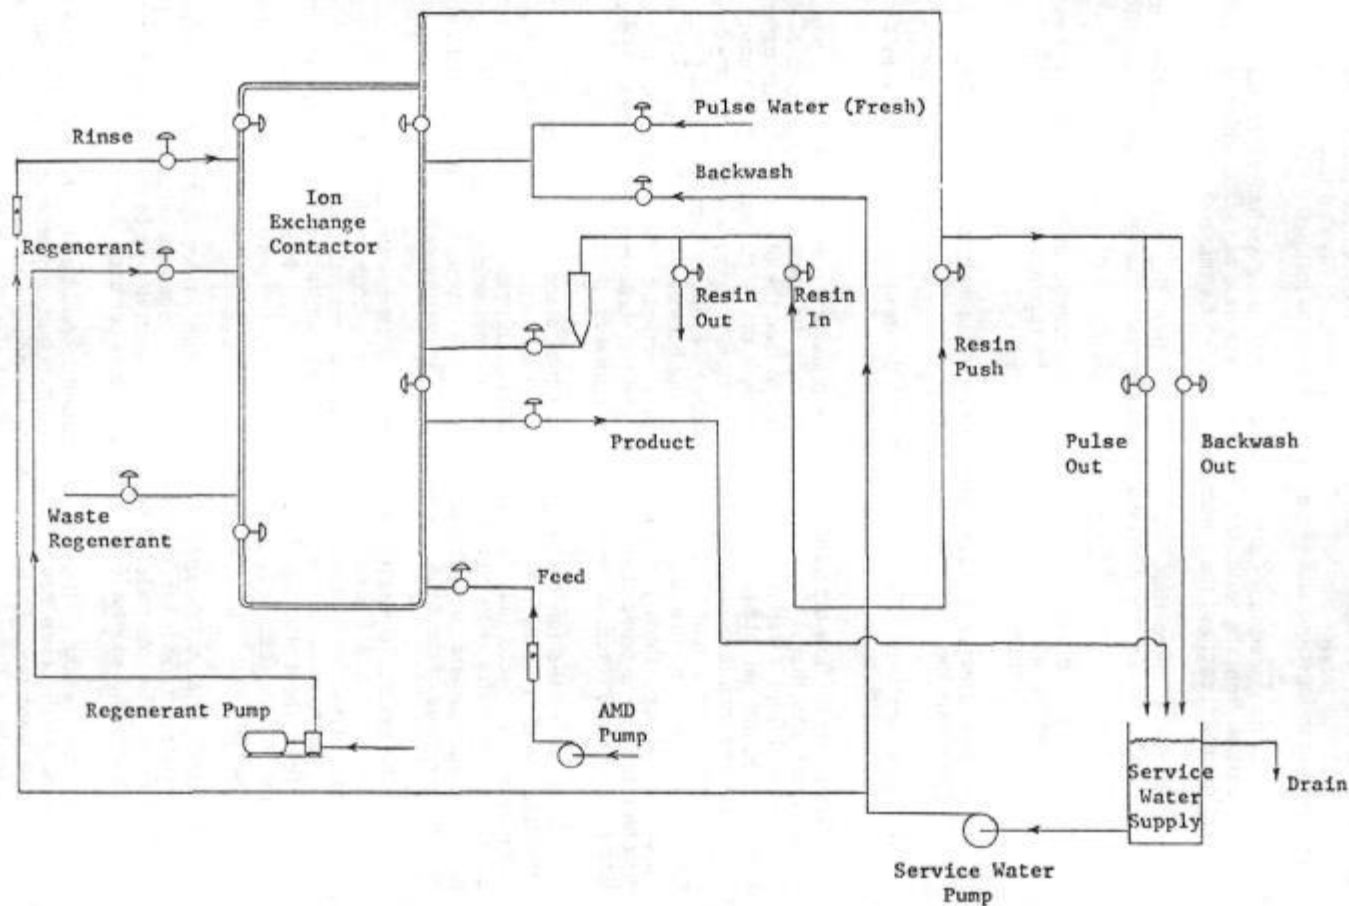 Pulse Water (Fresh)
Rinse
Backwash
Ion
Exchange
Contactor
Regenerant
Resin
Out
Resin
In
Resin
Push
Product
Pulse
Out
Backwash
Out
Waste
Regenerant
Feed
Regenerant Pump
AMD
Pump
Service
Water
Supply
Drain
Service Water
Pump